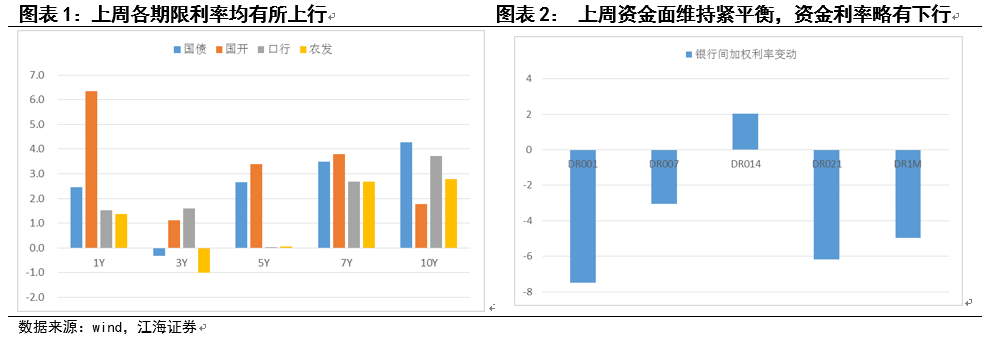 图表1：上周各期限利率均有所上行
国债 国开 口行 农发
7.0
6.0
5.0
4.0
3.0
2.0
1.0
0.0
-1.0
-2.0
1Y 3Y 5Y 7Y 10Y
图表2： 上周资金面维持紧平衡，资金利率略有下行
银行间加权利率变动
4
2
0
-2
-4
-6
-8
DR001 DR007 DR014 DR021 DR1M
数据来源：wind，江海证券